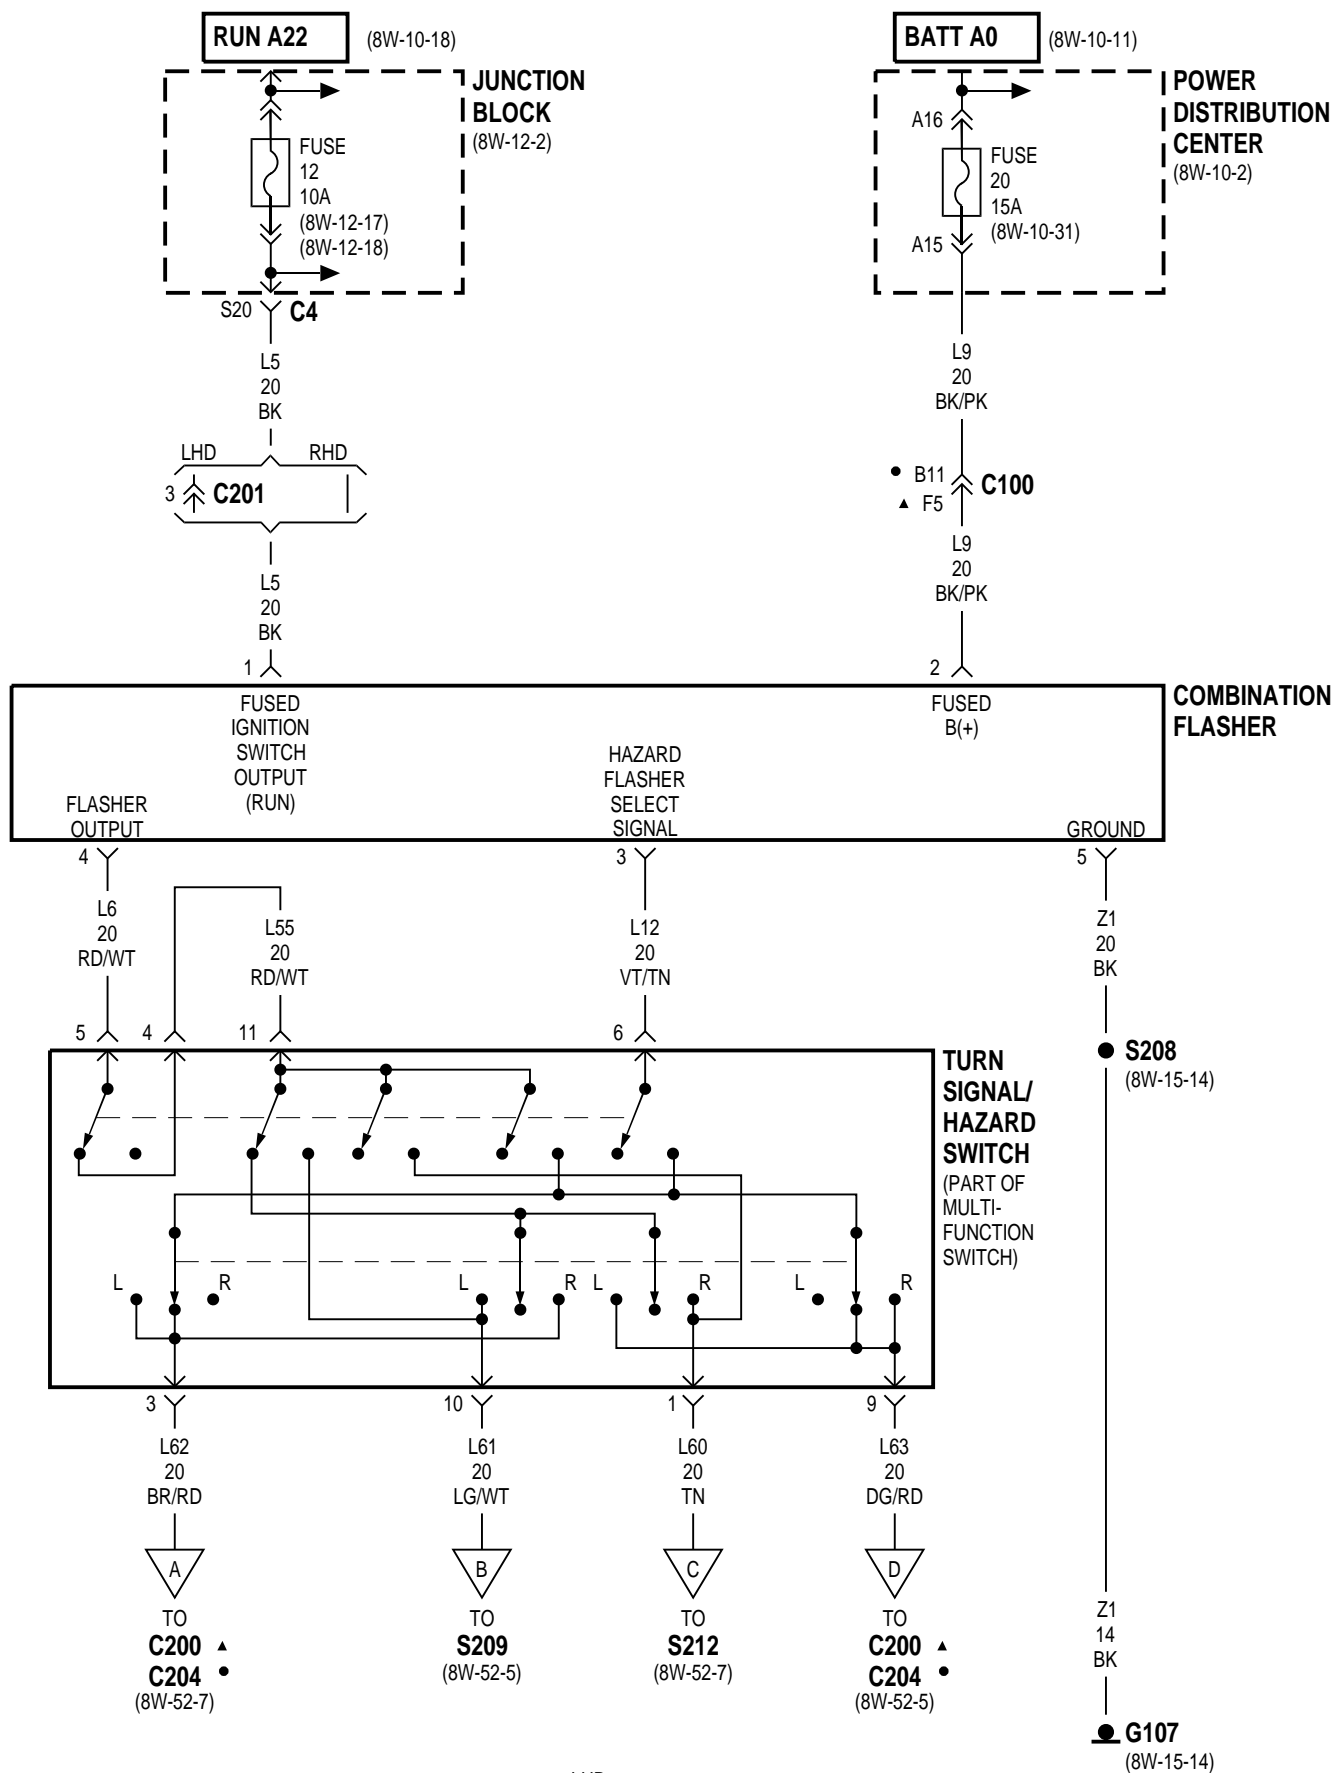 RUN A22 (8W-10-18)
JUNCTION
BLOCK
(8W-12-2)
FUSE
12
10A
(8W-12-17)
(8W-12-18)
S20 C4
L5
20
BK
LHD RHD
3 C201
L5
20
BK
1
BATT A0 (8W-10-11)
POWER
DISTRIBUTION
CENTER
(8W-10-2)
A16
FUSE
20
15A
(8W-10-31)
A15
L9
20
BK/PK
● B11 C100
▲ F5
L9
20
BK/PK
2
COMBINATION
FLASHER
FUSED
IGNITION
SWITCH
OUTPUT
(RUN)
FUSED
B(+)
HAZARD
FLASHER
SELECT
SIGNAL
FLASHER
OUTPUT
GROUND
4 3 5
L6
20
RD/WT
L55
20
RD/WT
L12
20
VT/TN
Z1
20
BK
5 4 11 6
S208
(8W-15-14)
TURN
SIGNAL/
HAZARD
SWITCH
(PART OF
MULTI-
FUNCTION
SWITCH)
L R L R L R L R
3 10 1 9
L62
20
BR/RD
A
TO
C200 ▲
C204 ●
(8W-52-7)
L61
20
LG/WT
B
TO
S209
(8W-52-5)
L60
20
TN
C
TO
S212
(8W-52-7)
L63
20
DG/RD
D
TO
C200 ▲
C204 ●
(8W-52-5)
Z1
14
BK
G107
(8W-15-14)